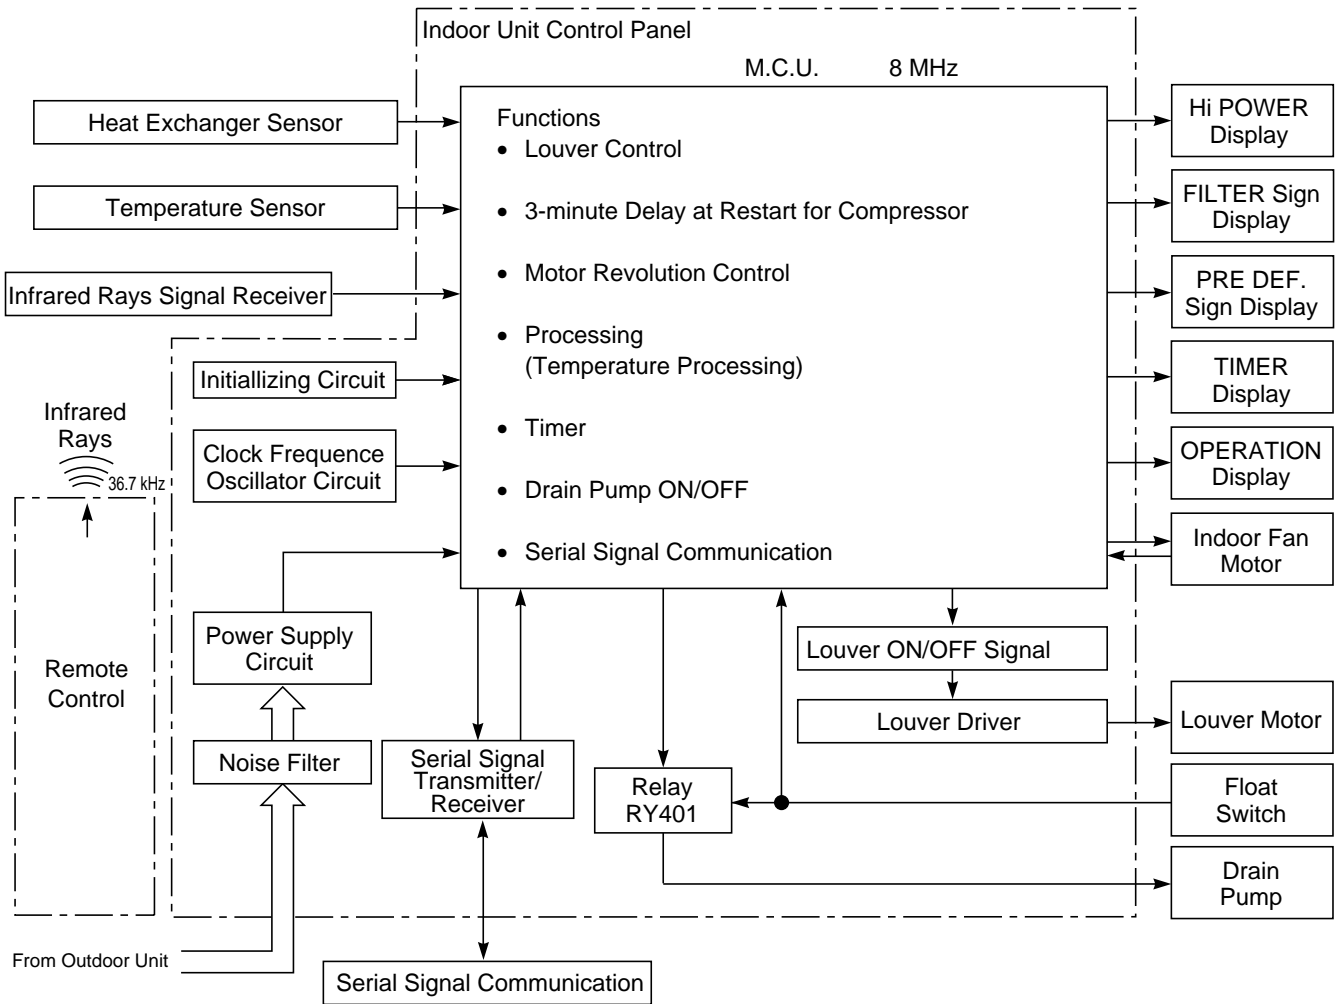 Indoor Unit Control Panel
M.C.U. 8 MHz
Heat Exchanger Sensor
Temperature Sensor
Infrared Rays Signal Receiver
Initiallizing Circuit
Clock Frequence
Oscillator Circuit
Infrared
Rays
36.7 kHz
Remote
Control
Power Supply
Circuit
Noise Filter
From Outdoor Unit
Functions
• Louver Control
• 3-minute Delay at Restart for Compressor
• Motor Revolution Control
• Processing
(Temperature Processing)
• Timer
• Drain Pump ON/OFF
• Serial Signal Communication
Serial Signal
Transmitter/
Receiver
Serial Signal Communication
Relay
RY401
Louver ON/OFF Signal
Louver Driver
Hi POWER
Display
FILTER Sign
Display
PRE DEF.
Sign Display
TIMER
Display
OPERATION
Display
Indoor Fan
Motor
Louver Motor
Float
Switch
Drain
Pump